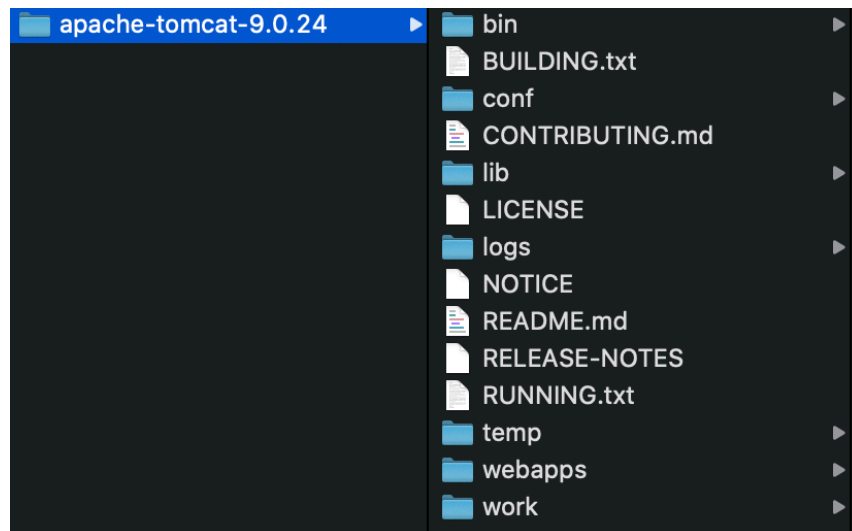 apache-tomcat-9.0.24
bin
BUILDING.txt
conf
CONTRIBUTING.md
lib
LICENSE
logs
NOTICE
README.md
RELEASE-NOTES
RUNNING.txt
temp
webapps
work